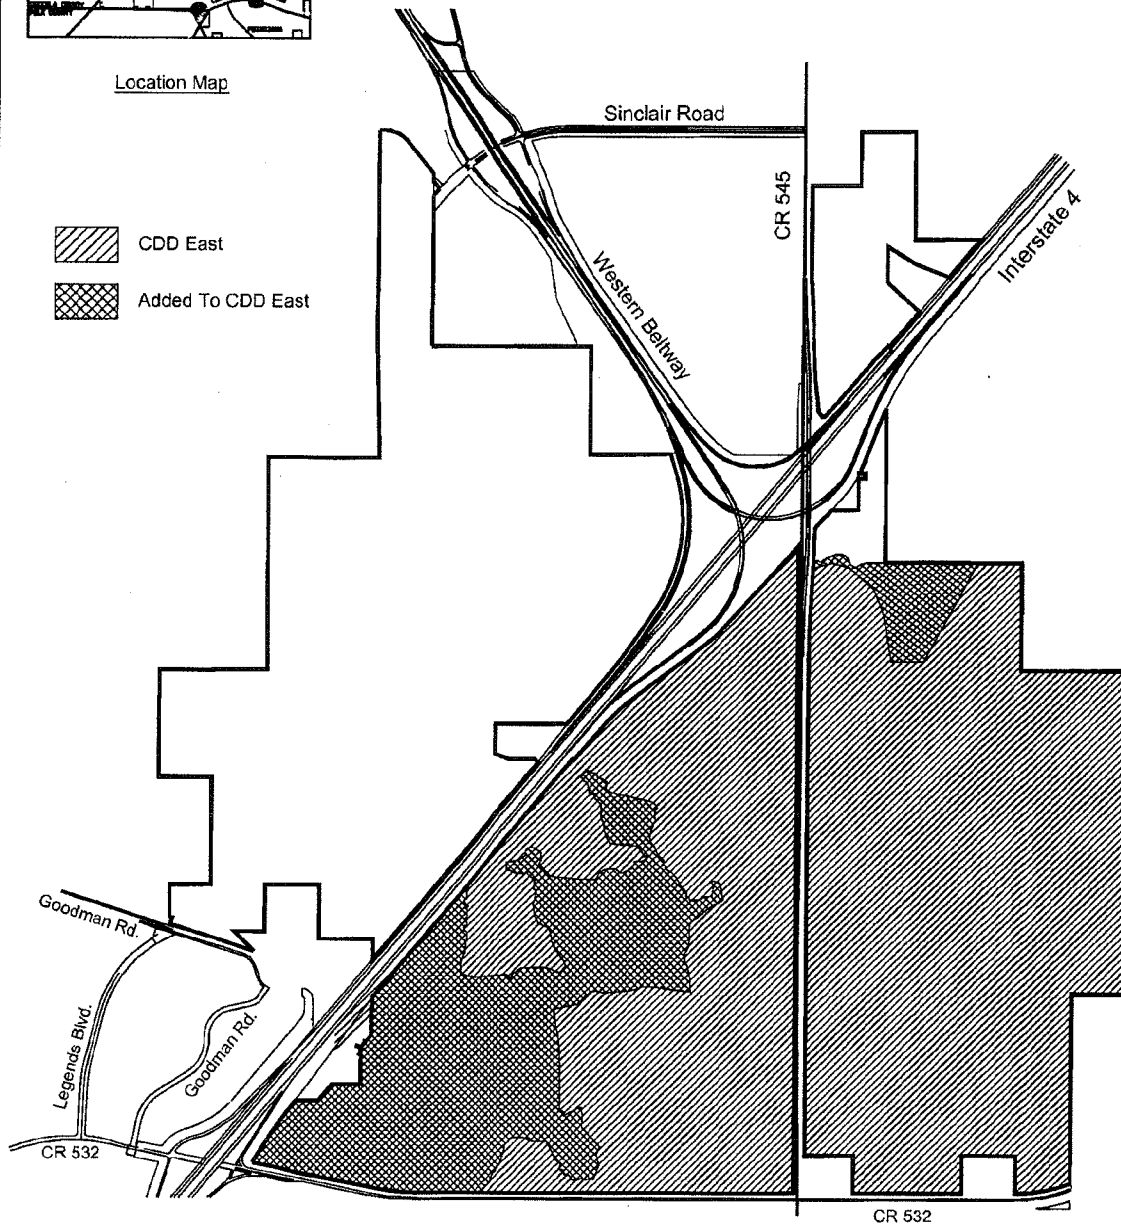 Location Map
Sinclair Road
CR 545
Interstate 4
CDD East
Added To CDD East
Western Beltway
Goodman Rd.
Legends Blvd.
Goodman Rd.
CR 532
CR 532